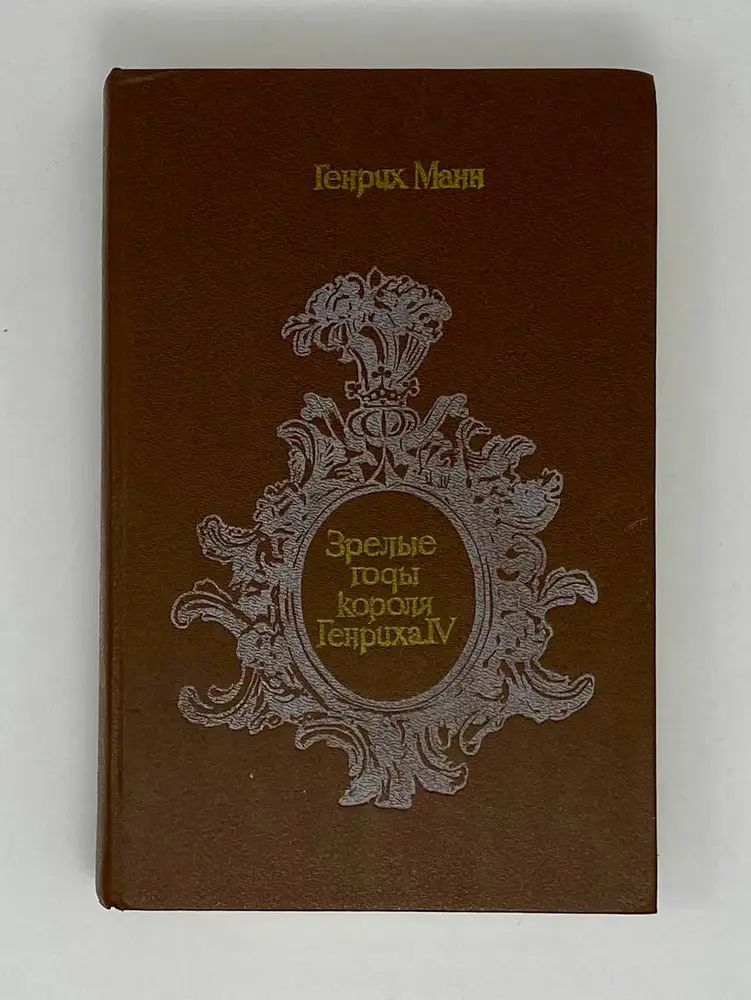 Генрих Манн
Зрелые
годы
короля
Генриха IV